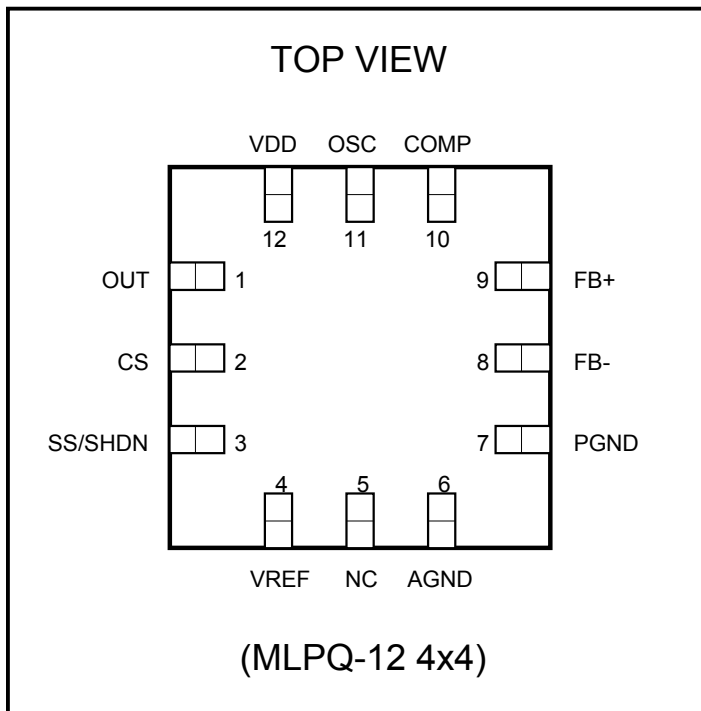 TOP VIEW
VDD OSC COMP
12 11 10
OUT 1 9 FB+
CS 2 8 FB-
SS/SHDN 3 7 PGND
4 5 6
VREF NC AGND
(MLPQ-12 4x4)